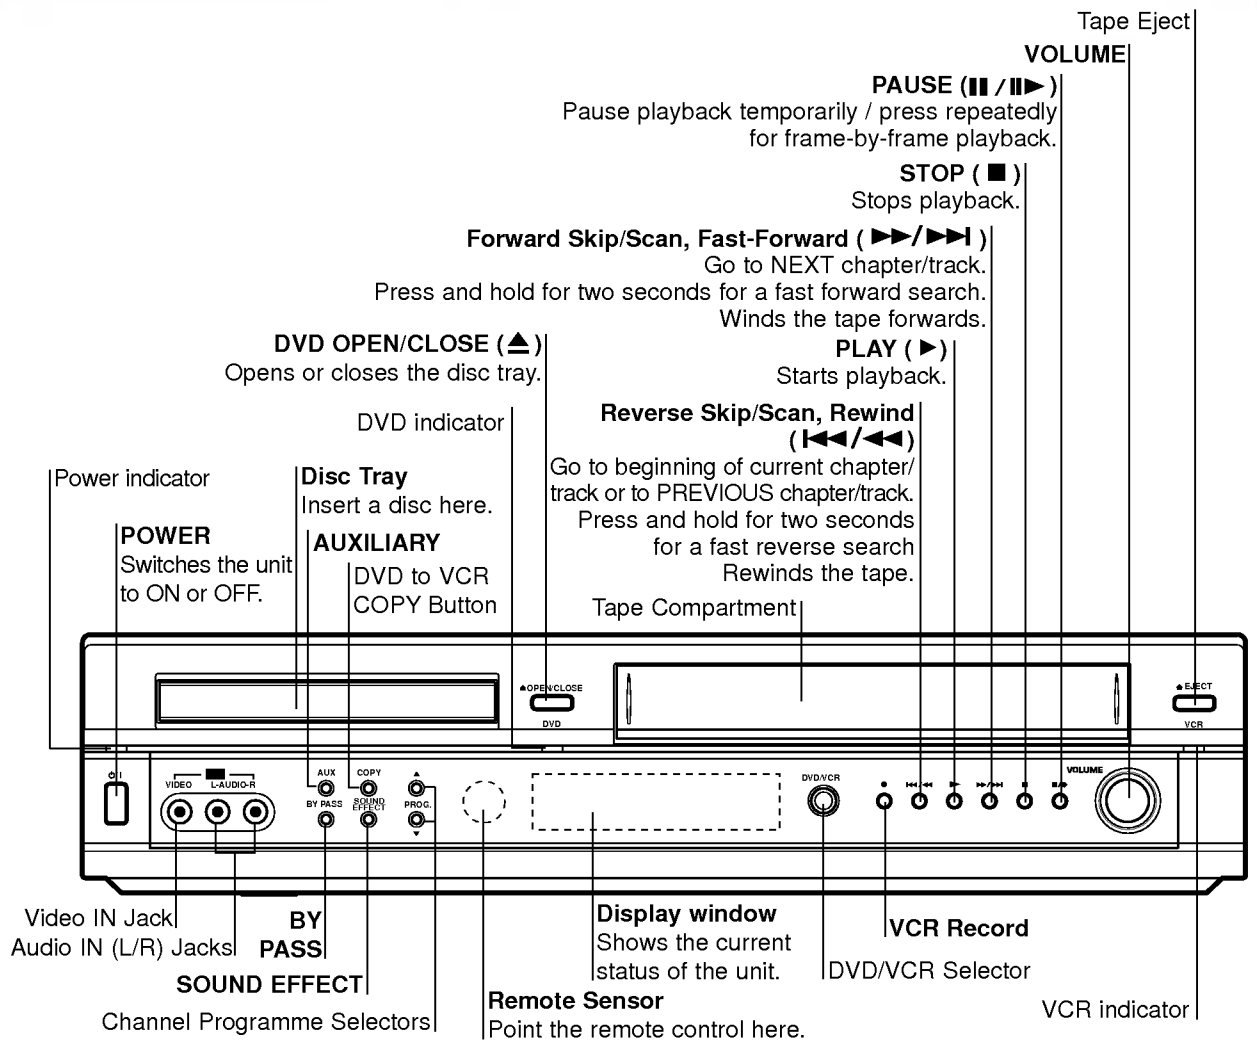 Tape Eject
VOLUME
PAUSE (❚❚ / ❚❚▶ )
Pause playback temporarily / press repeatedly
for frame-by-frame playback.
STOP ( ■ )
Stops playback.
Forward Skip/Scan, Fast-Forward ( ▶▶/▶▶| )
Go to NEXT chapter/track.
Press and hold for two seconds for a fast forward search.
Winds the tape forwards.
DVD OPEN/CLOSE (⏏)
Opens or closes the disc tray.
PLAY ( ▶)
Starts playback.
DVD indicator
Reverse Skip/Scan, Rewind
( |◀◀/◀◀)
Go to beginning of current chapter/
track or to PREVIOUS chapter/track.
Press and hold for two seconds
for a fast reverse search
Rewinds the tape.
Power indicator
Disc Tray
Insert a disc here.
POWER
Switches the unit
to ON or OFF.
AUXILIARY
DVD to VCR
COPY Button
Tape Compartment
⏏OPEN/CLOSE
DVD
⏏ EJECT
VCR
VIDEO
L-AUDIO-R
AUX
COPY
BY PASS
SOUND
EFFECT
▲
PROG.
▼
DVD/VCR
●
|◀◀/◀◀
▶
▶▶/▶▶|
■
❚❚/❚▶
VOLUME
Video IN Jack
Audio IN (L/R) Jacks
BY
PASS
SOUND EFFECT
Channel Programme Selectors
Remote Sensor
Point the remote control here.
Display window
Shows the current
status of the unit.
DVD/VCR Selector
VCR Record
VCR indicator